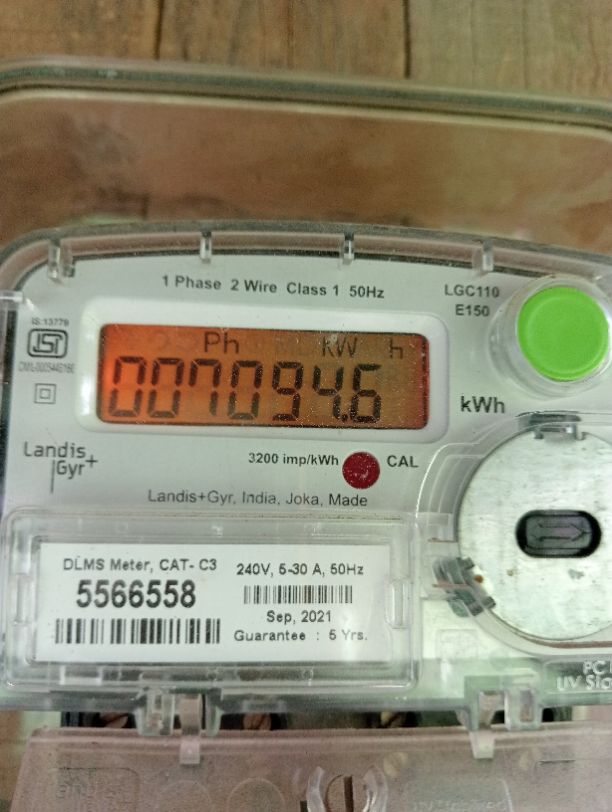 1 Phase 2 Wire Class 1 50Hz
LGC110
E150
IS:13779
ISI
Ph kW h
007094.6
kWh
Landis
Gyr+
3200 imp/kWh
CAL
Landis+Gyr, India, Joka, Made
DLMS Meter, CAT- C3
5566558
240V, 5-30 A, 50Hz
Sep, 2021
Guarantee : 5 Yrs.
UV